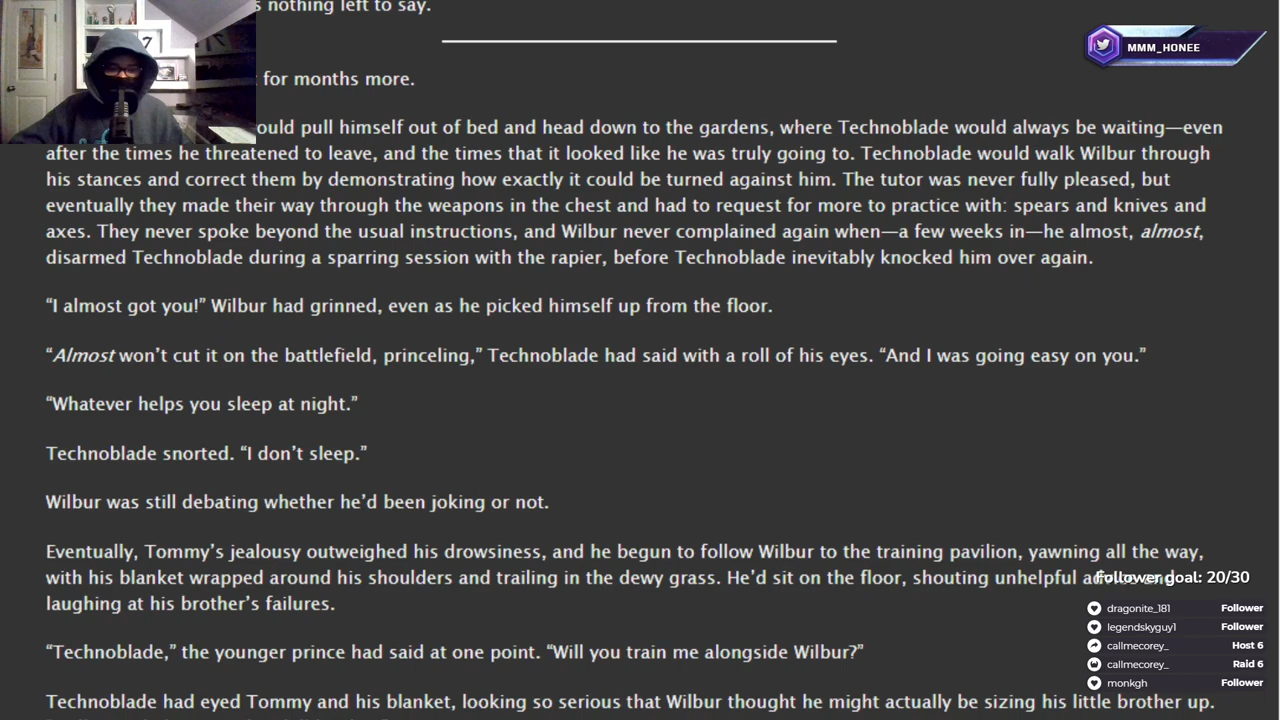 s nothing left to say.
MMM_HONEE
for months more.
ould pull himself out of bed and head down to the gardens, where Technoblade would always be waiting—even
after the times he threatened to leave, and the times that it looked like he was truly going to. Technoblade would walk Wilbur through
his stances and correct them by demonstrating how exactly it could be turned against him. The tutor was never fully pleased, but
eventually they made their way through the weapons in the chest and had to request for more to practice with: spears and knives and
axes. They never spoke beyond the usual instructions, and Wilbur never complained again when—a few weeks in—he almost, almost,
disarmed Technoblade during a sparring session with the rapier, before Technoblade inevitably knocked him over again.
“I almost got you!” Wilbur had grinned, even as he picked himself up from the floor.
“Almost won’t cut it on the battlefield, princeling,” Technoblade had said with a roll of his eyes. “And I was going easy on you.”
“Whatever helps you sleep at night.”
Technoblade snorted. “I don’t sleep.”
Wilbur was still debating whether he’d been joking or not.
Eventually, Tommy’s jealousy outweighed his drowsiness, and he begun to follow Wilbur to the training pavilion, yawning all the way,
with his blanket wrapped around his shoulders and trailing in the dewy grass. He’d sit on the floor, shouting unhelpful
Follower goal: 20/30
laughing at his brother’s failures.
dragonite_181 Follower
legendskyguy1 Follower
callmecorey_ Host 6
“Technoblade,” the younger prince had said at one point. “Will you train me alongside Wilbur?”
callmecorey_ Raid 6
monkgh Follower
Technoblade had eyed Tommy and his blanket, looking so serious that Wilbur thought he might actually be sizing his little brother up.